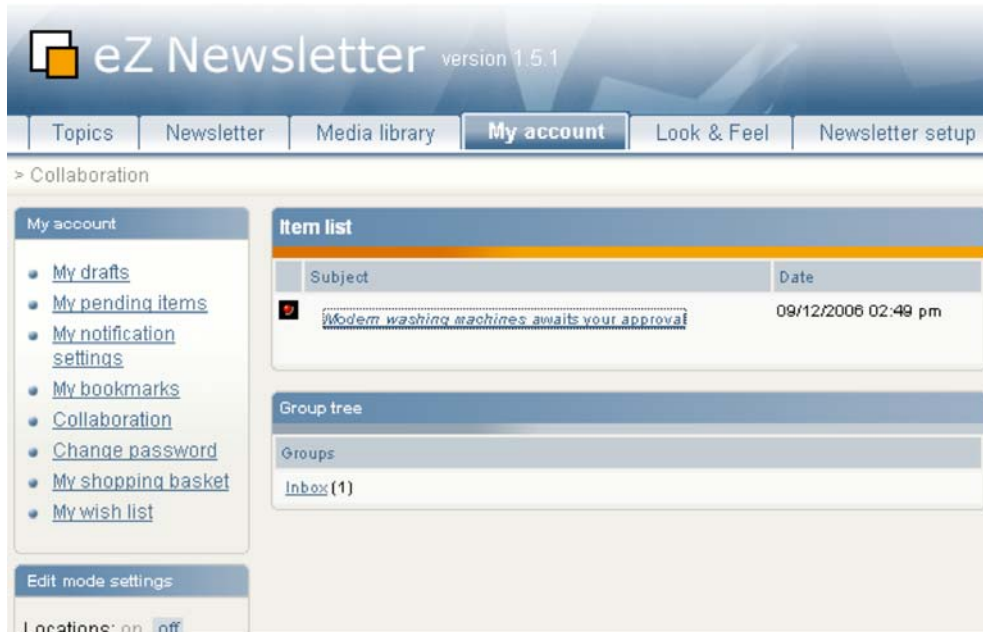 eZ Newsletter version 1.5.1
Topics Newsletter Media library My account Look & Feel Newsletter setup
> Collaboration
My account
My drafts
My pending items
My notification
settings
My bookmarks
Collaboration
Change password
My shopping basket
My wish list
Item list
Subject Date
Modern washing machines awaits your approval 09/12/2006 02:49 pm
Group tree
Groups
Inbox (1)
Edit mode settings
Locations: on off